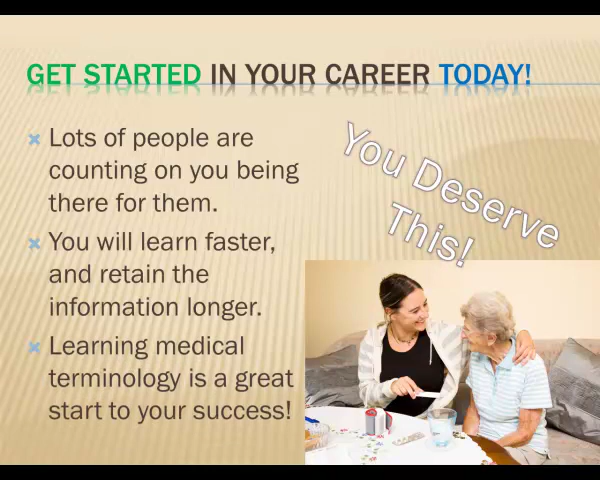 GET STARTED IN YOUR CAREER TODAY!
Lots of people are
counting on you being
there for them.
You will learn faster,
and retain the
information longer.
Learning medical
terminology is a great
start to your success!
You Deserve
This!